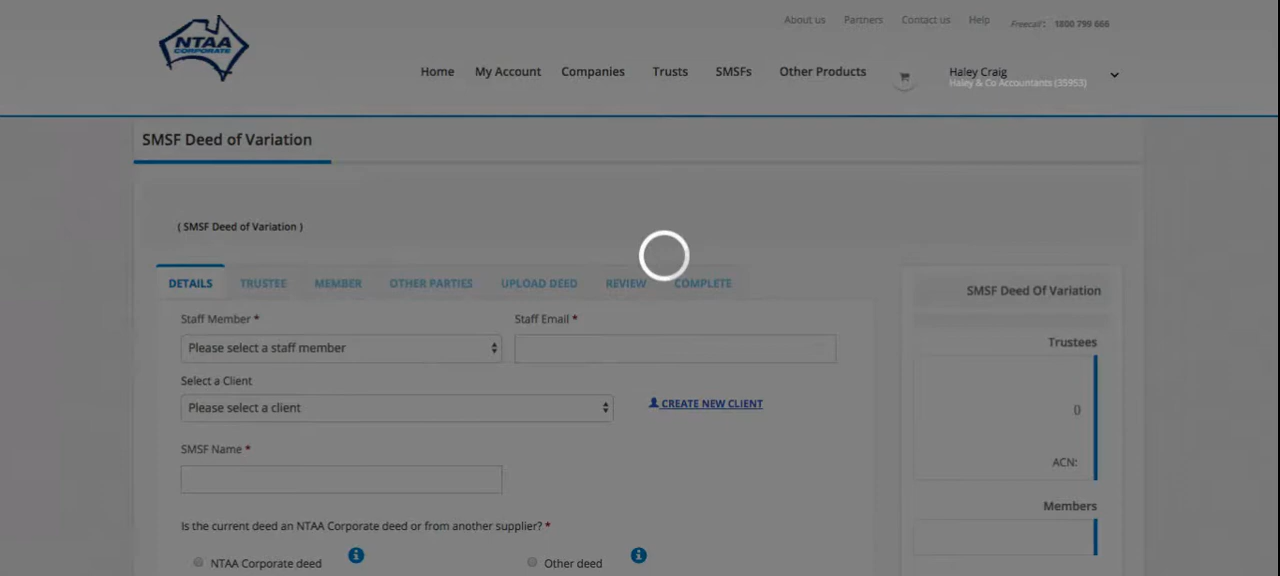 About us Partners Contact us Help Freecall : 1800 799 666
NTAA
CORPORATE
Home My Account Companies Trusts SMSFs Other Products Haley Craig
Haley & Co Accountants (35953)
SMSF Deed of Variation
( SMSF Deed of Variation )
DETAILS TRUSTEE MEMBER OTHER PARTIES UPLOAD DEED REVIEW COMPLETE
SMSF Deed Of Variation
Staff Member * Staff Email *
Trustees
Please select a staff member
Select a Client
Please select a client
CREATE NEW CLIENT
()
SMSF Name *
ACN:
Members
Is the current deed an NTAA Corporate deed or from another supplier? *
NTAA Corporate deed Other deed